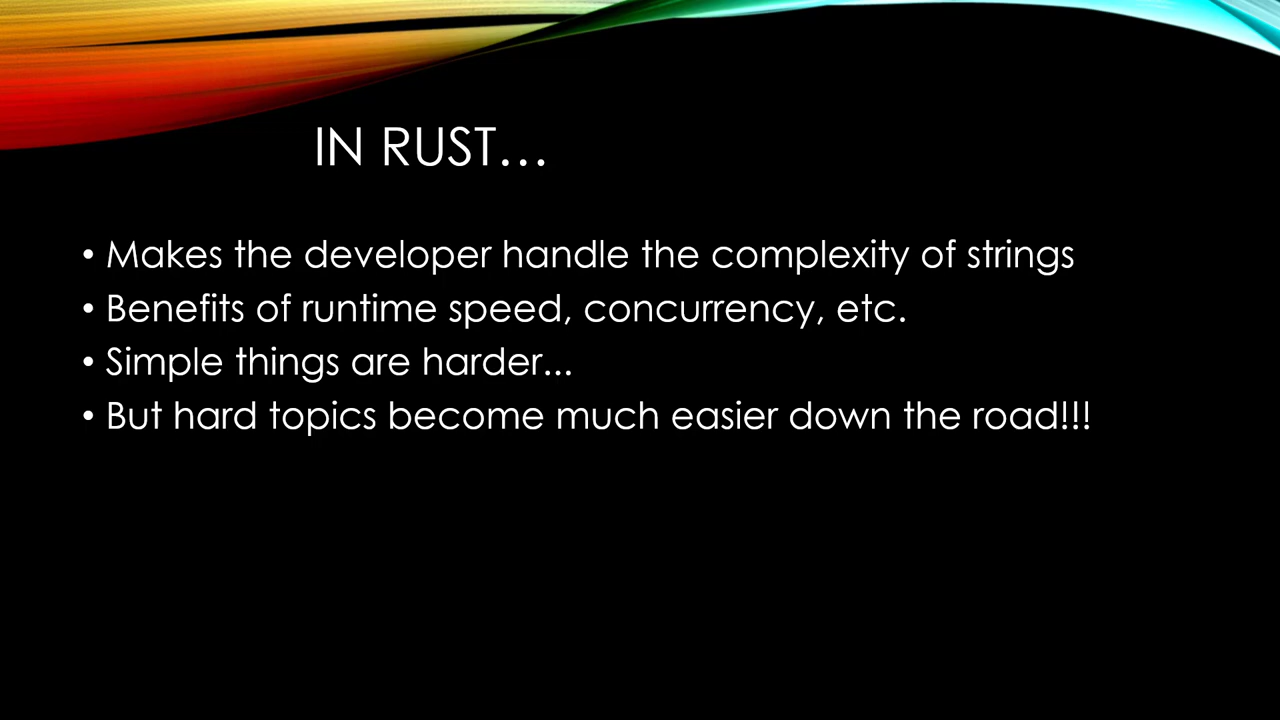 IN RUST…
• Makes the developer handle the complexity of strings
• Benefits of runtime speed, concurrency, etc.
• Simple things are harder...
• But hard topics become much easier down the road!!!